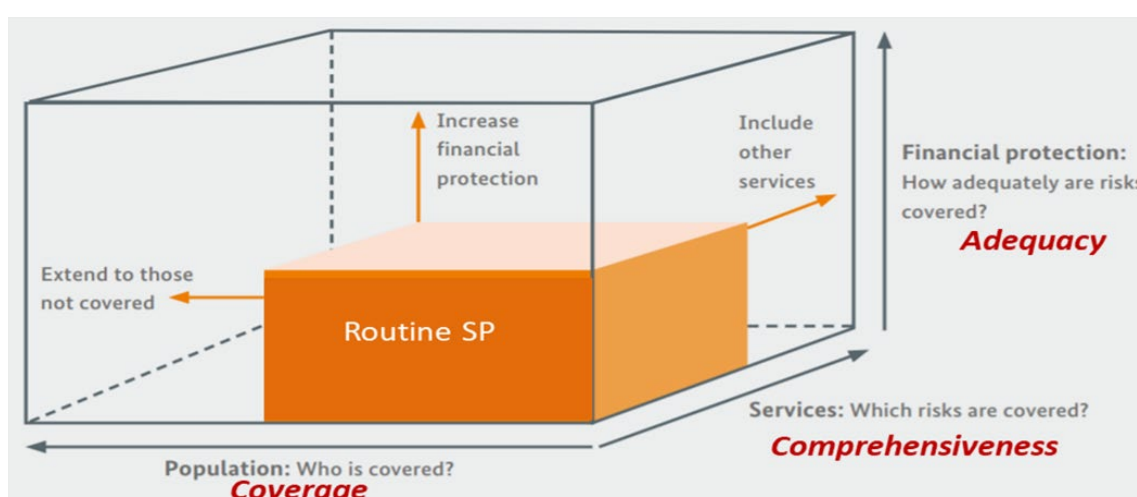 Increase
financial
protection
Include
other
services
Financial protection:
How adequately are risks
covered?
Adequacy
Extend to those
not covered
Routine SP
Services: Which risks are covered?
Comprehensiveness
Population: Who is covered?
Coverage